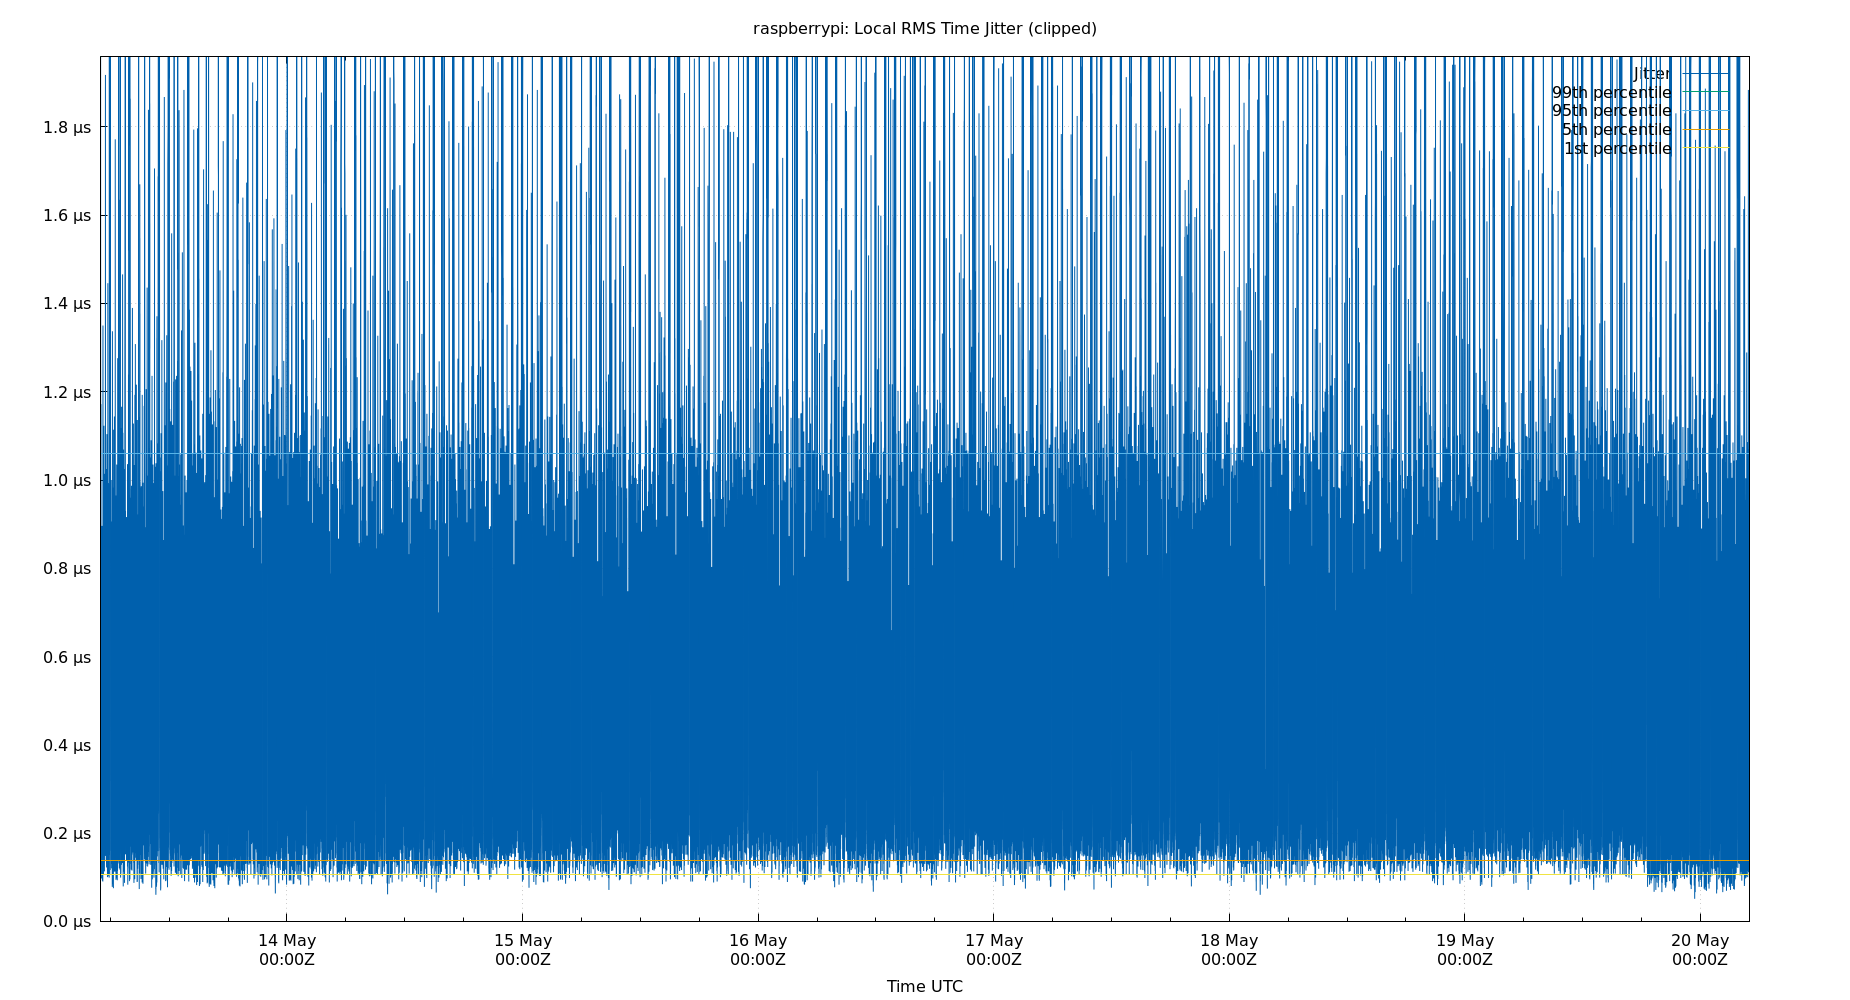 raspberrypi: Local RMS Time Jitter (clipped)
Jitter
99th percentile
95th percentile
5th percentile
1st percentile
1.8 µs
1.6 µs
1.4 µs
1.2 µs
1.0 µs
0.8 µs
0.6 µs
0.4 µs
0.2 µs
0.0 µs
14 May 15 May 16 May 17 May 18 May 19 May 20 May
00:00Z 00:00Z 00:00Z 00:00Z 00:00Z 00:00Z 00:00Z
Time UTC